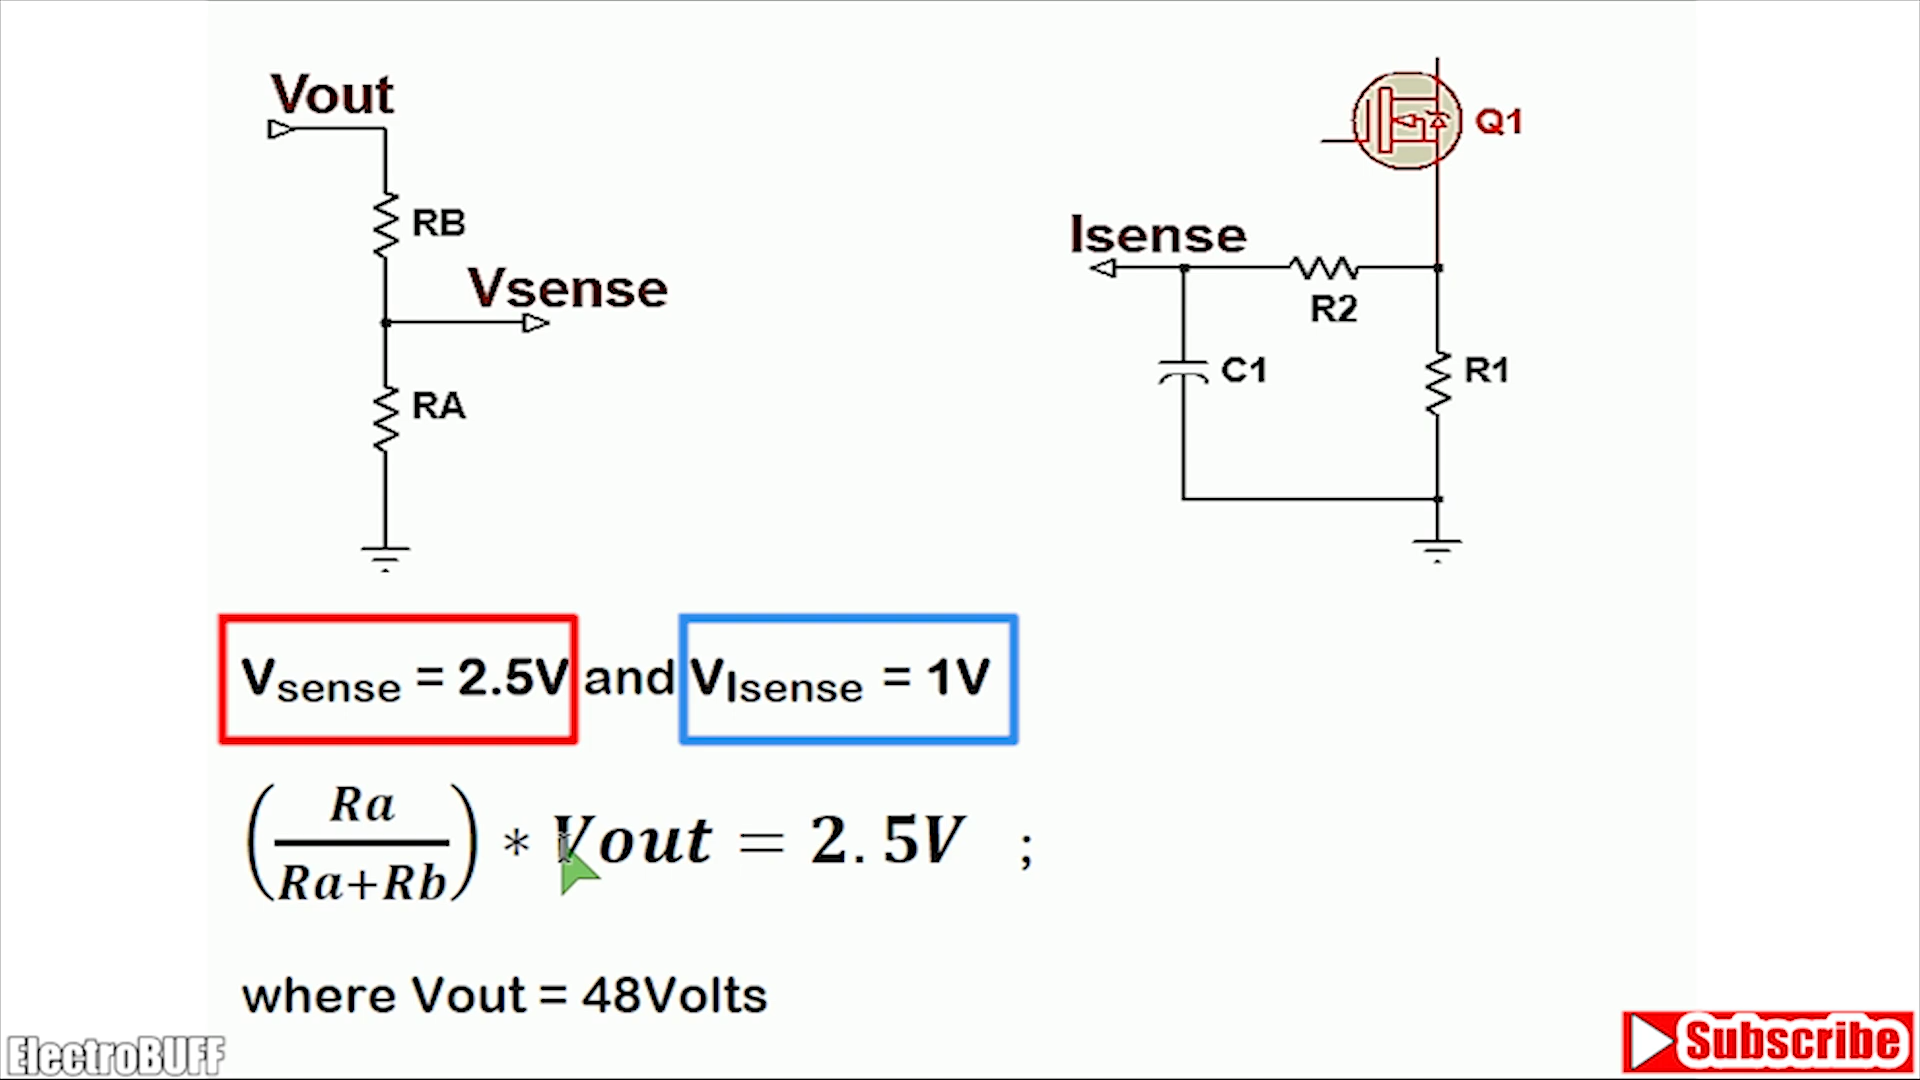 Vout
RB
Vsense
RA
Q1
Isense
R2
C1
R1
Vsense = 2.5V and VIsense = 1V
(Ra/Ra+Rb) * Vout = 2.5V ;
where Vout = 48Volts
ElectroBUFF
Subscribe